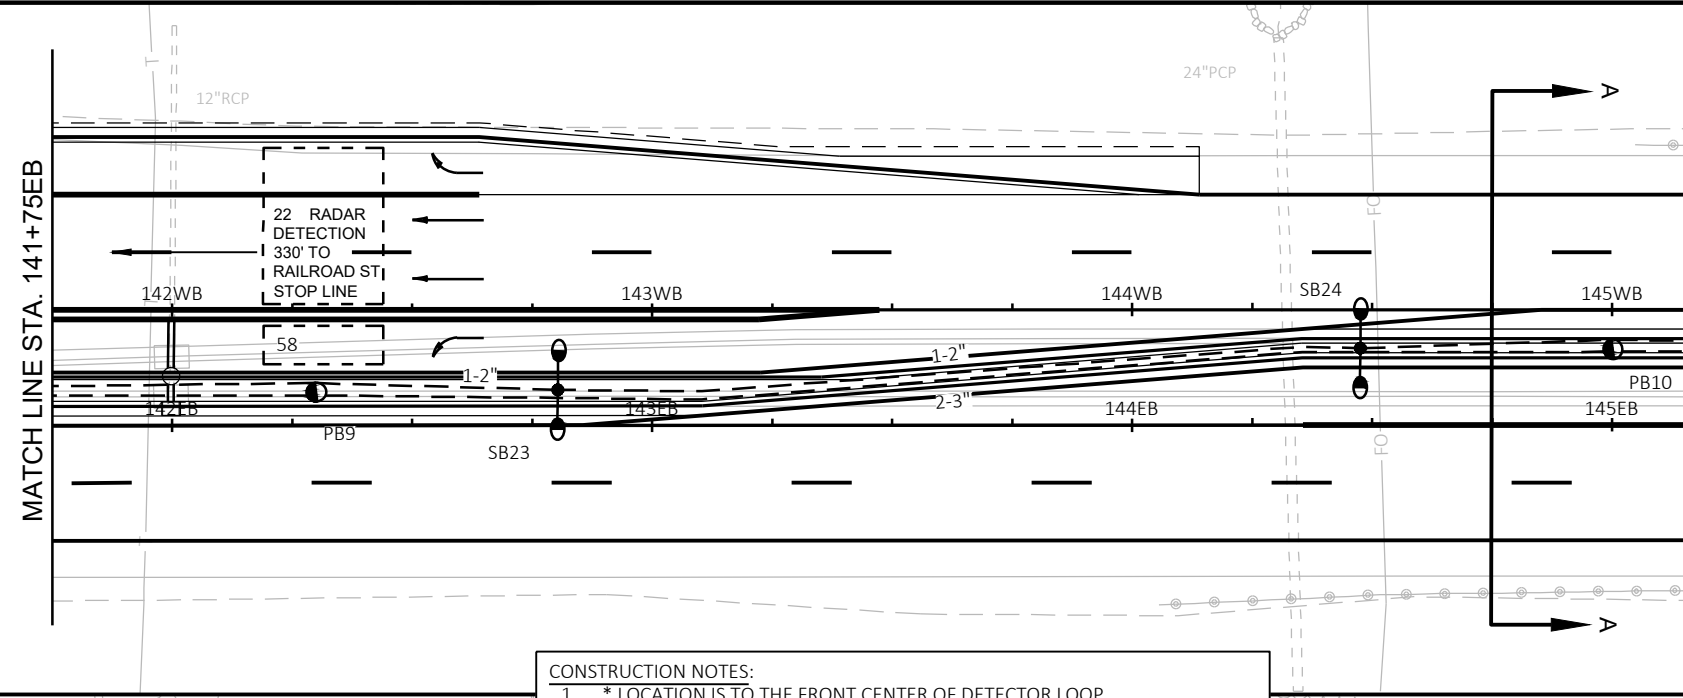 MATCH LINE STA. 141+75EB
T
12"RCP
24"PCP
A
FO
22 RADAR
DETECTION
330' TO
RAILROAD ST
STOP LINE
142WB
143WB
144WB
SB24
145WB
58
1-2"
1-2"
2-3"
PB10
142EB
143EB
144EB
145EB
PB9
SB23
FO
T
A
CONSTRUCTION NOTES:
1. * LOCATION IS TO THE FRONT CENTER OF DETECTOR LOOP